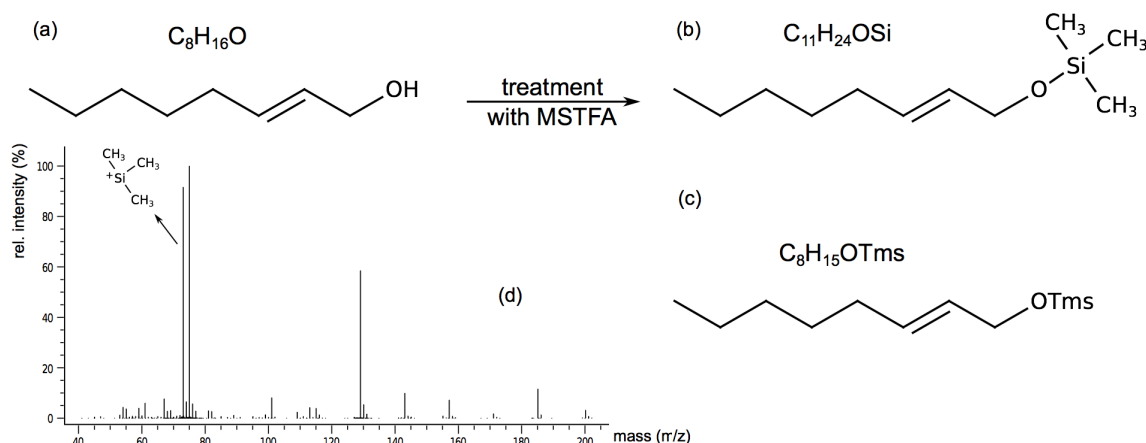 (a)
C₈H₁₆O
OH
treatment
with MSTFA
(b)
C₁₁H₂₄OSi
CH₃
CH₃
Si
O
CH₃
rel. intensity (%)
100
80
60
40
20
0
CH₃
CH₃
+Si
CH₃
(d)
40 60 80 100 120 140 160 180 200
mass (m/z)
(c)
C₈H₁₅OTms
OTms